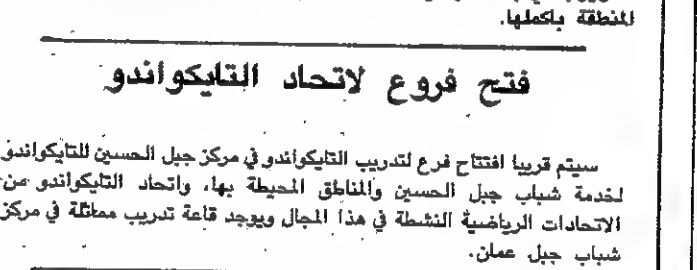 المنطقة باكملها.
فتح فروع لاتحاد التايكواندو
سيتم قريبا افتتاح فرع لتدريب التايكواندو في مركز جبل الحسين للتايكواندو
لخدمة شباب جبل الحسين والمناطق المحيطة بها، واتحاد التايكواندو من
الاتحادات الرياضية النشطة في هذا المجال ويوجد قاعة تدريب مماثلة في مركز
شباب جبل عمان.